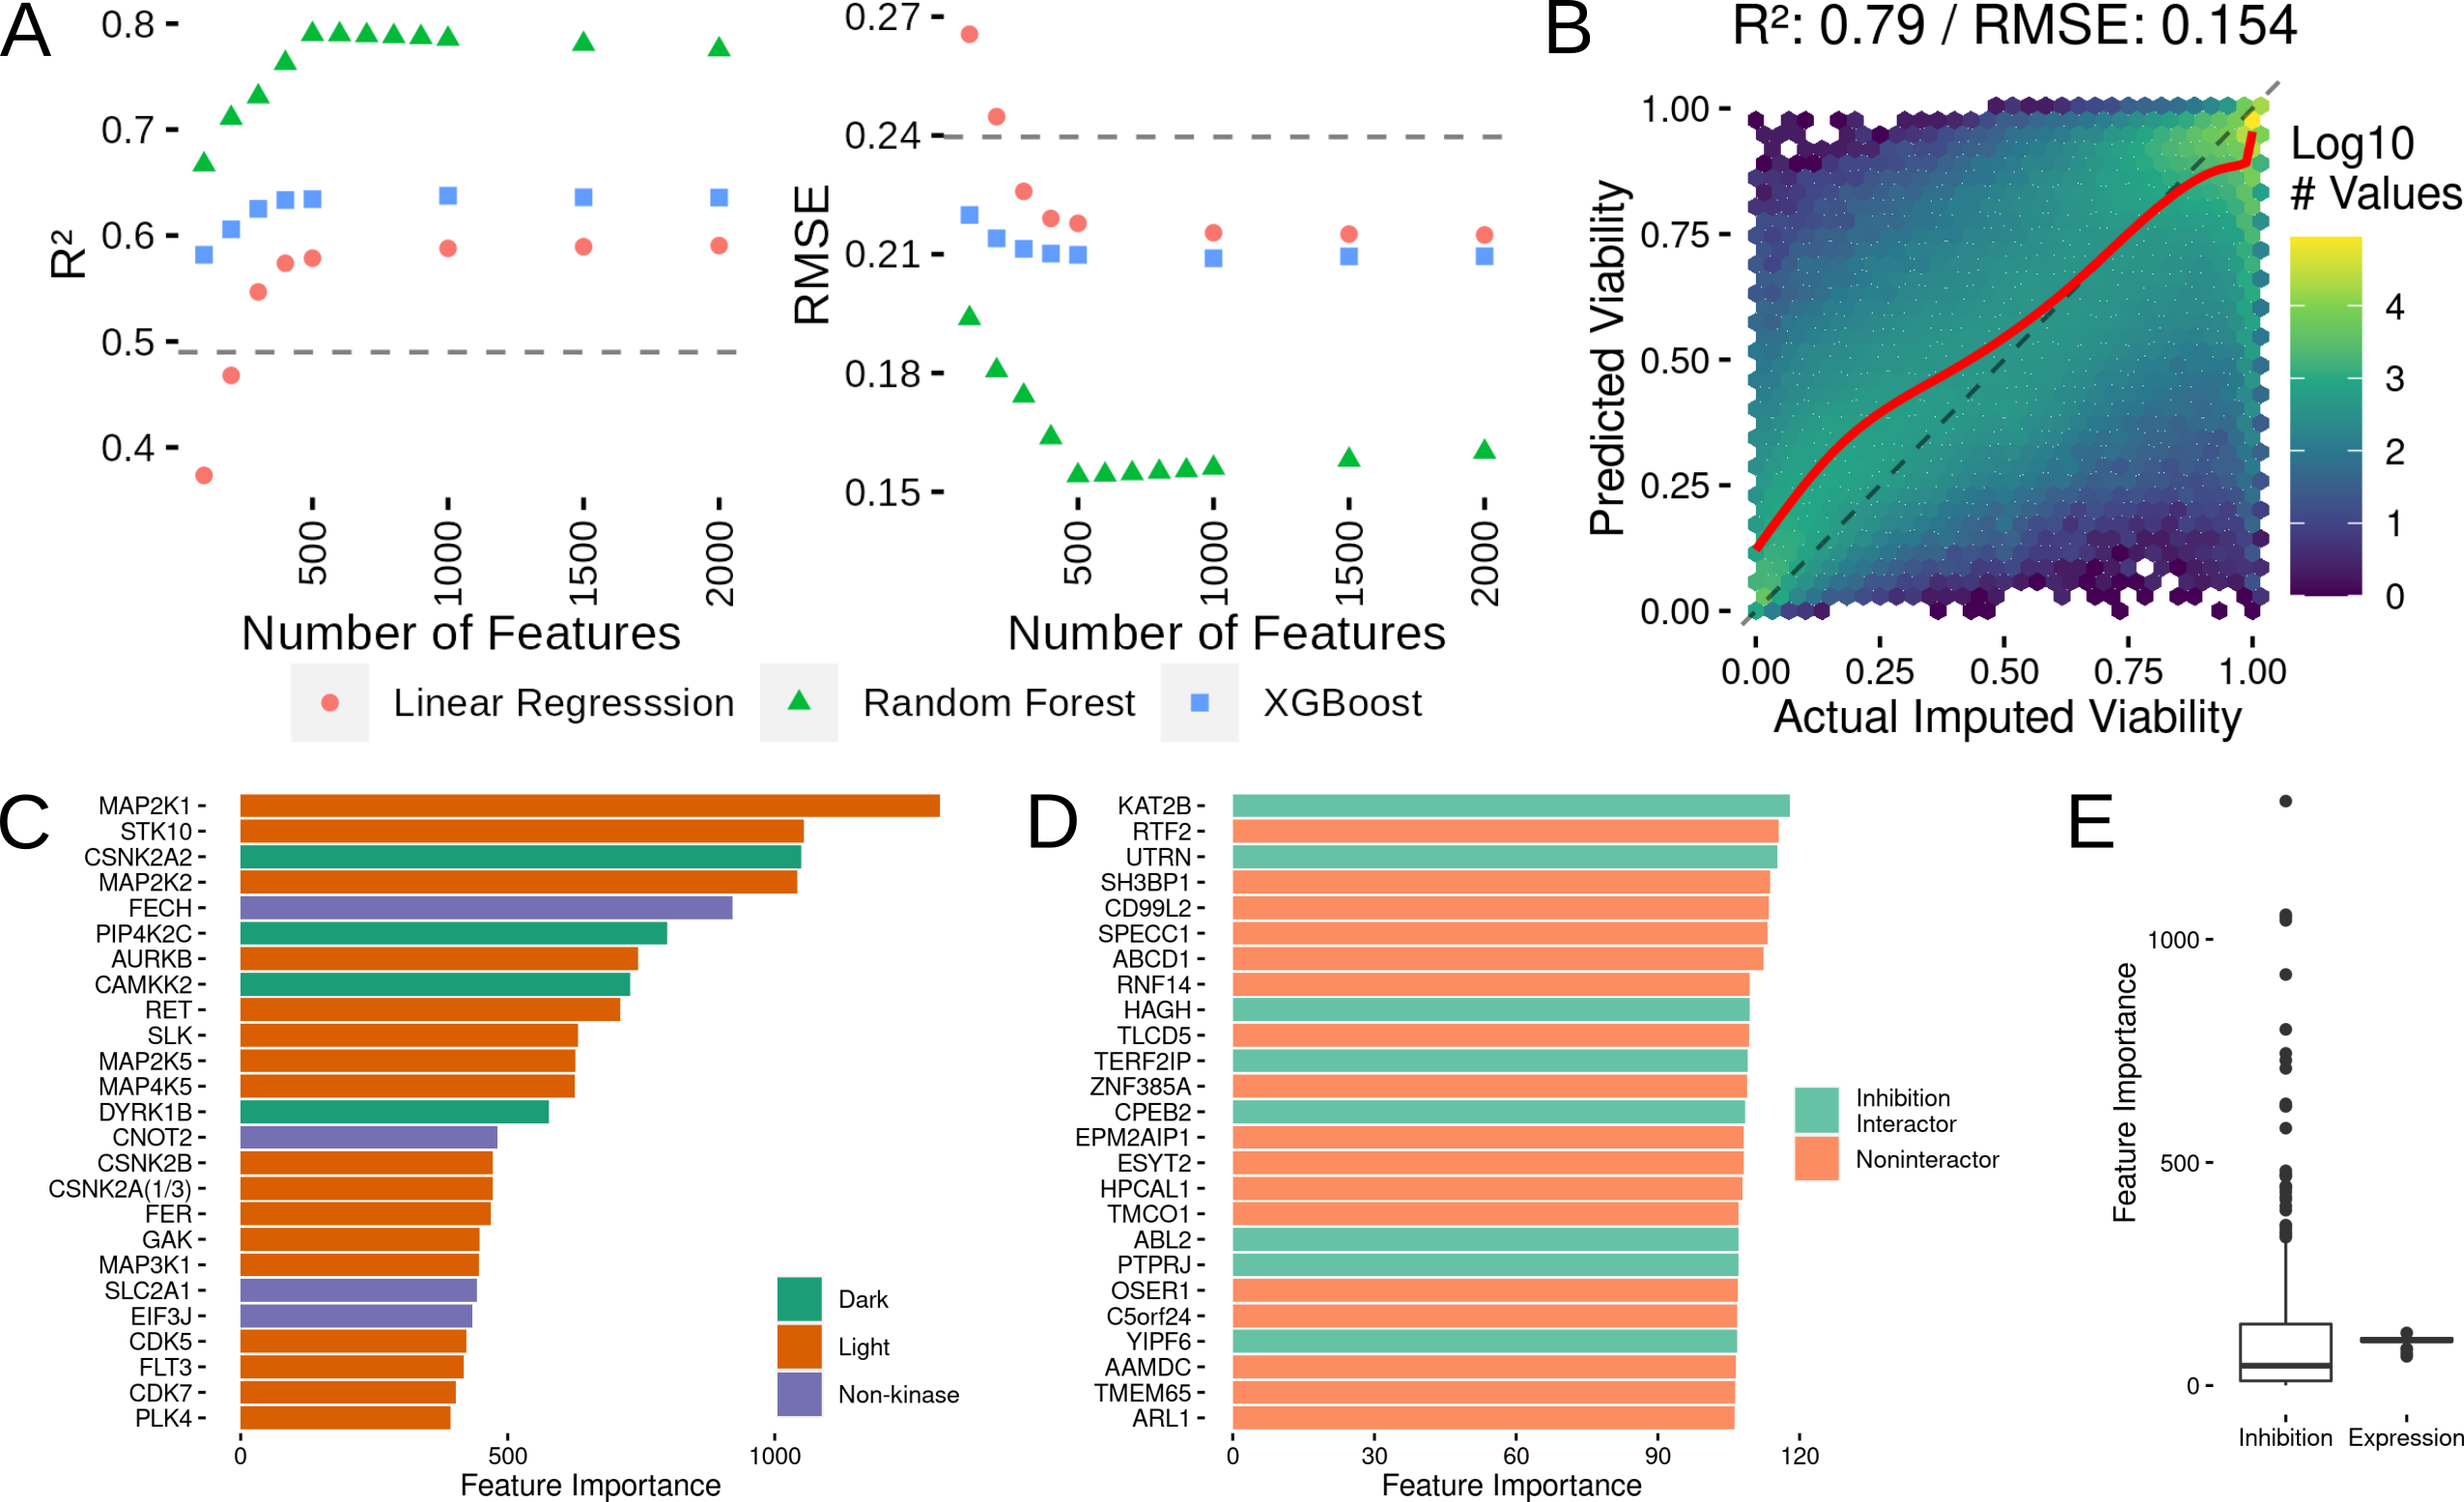 A
0.8
0.7
0.6
0.5
0.4
R²
500
1000
1500
2000
Number of Features
0.27
0.24
0.21
0.18
0.15
RMSE
500
1000
1500
2000
Number of Features
Linear Regresssion
Random Forest
XGBoost
B
R²: 0.79 / RMSE: 0.154
1.00
0.75
0.50
0.25
0.00
Predicted Viability
0.00
0.25
0.50
0.75
1.00
Actual Imputed Viability
Log10
# Values
4
3
2
1
0
C
MAP2K1
STK10
CSNK2A2
MAP2K2
FECH
PIP4K2C
AURKB
CAMKK2
RET
SLK
MAP2K5
MAP4K5
DYRK1B
CNOT2
CSNK2B
CSNK2A(1/3)
FER
GAK
MAP3K1
SLC2A1
EIF3J
CDK5
FLT3
CDK7
PLK4
0
500
1000
Feature Importance
Dark
Light
Non-kinase
D
KAT2B
RTF2
UTRN
SH3BP1
CD99L2
SPECC1
ABCD1
RNF14
HAGH
TLCD5
TERF2IP
ZNF385A
CPEB2
EPM2AIP1
ESYT2
HPCAL1
TMCO1
ABL2
PTPRJ
OSER1
C5orf24
YIPF6
AAMDC
TMEM65
ARL1
0
30
60
90
120
Feature Importance
Inhibition
Interactor
Noninteractor
E
1000
500
0
Feature Importance
Inhibition
Expression